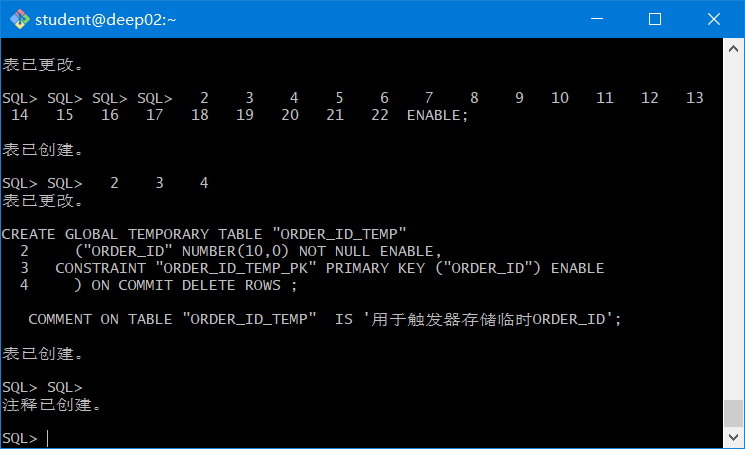 student@deep02:~
表已更改。
SQL> SQL> SQL> SQL>   2    3    4    5    6    7    8    9   10   11   12   13
 14   15   16   17   18   19   20   21   22  ENABLE;
表已创建。
SQL> SQL>   2    3    4
表已更改。
CREATE GLOBAL TEMPORARY TABLE "ORDER_ID_TEMP"
  2     ("ORDER_ID" NUMBER(10,0) NOT NULL ENABLE,
  3   CONSTRAINT "ORDER_ID_TEMP_PK" PRIMARY KEY ("ORDER_ID") ENABLE
  4     ) ON COMMIT DELETE ROWS ;
   COMMENT ON TABLE "ORDER_ID_TEMP"  IS '用于触发器存储临时ORDER_ID';
表已创建。
SQL> SQL>
注释已创建。
SQL>